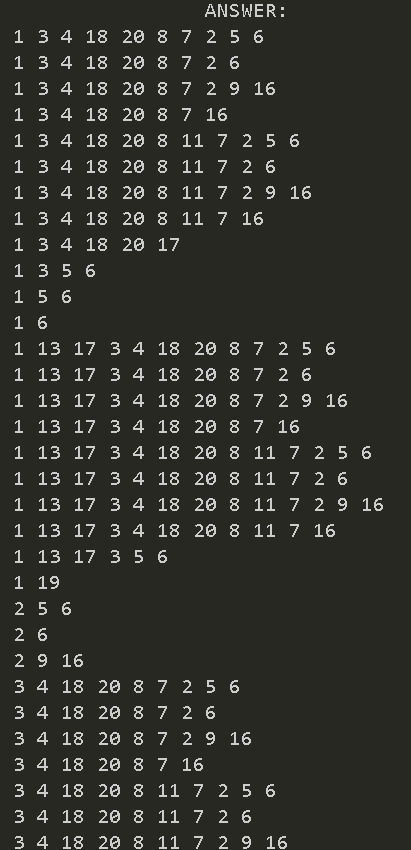 ANSWER:
1 3 4 18 20 8 7 2 5 6
1 3 4 18 20 8 7 2 6
1 3 4 18 20 8 7 2 9 16
1 3 4 18 20 8 7 16
1 3 4 18 20 8 11 7 2 5 6
1 3 4 18 20 8 11 7 2 6
1 3 4 18 20 8 11 7 2 9 16
1 3 4 18 20 8 11 7 16
1 3 4 18 20 17
1 3 5 6
1 5 6
1 6
1 13 17 3 4 18 20 8 7 2 5 6
1 13 17 3 4 18 20 8 7 2 6
1 13 17 3 4 18 20 8 7 2 9 16
1 13 17 3 4 18 20 8 7 16
1 13 17 3 4 18 20 8 11 7 2 5 6
1 13 17 3 4 18 20 8 11 7 2 6
1 13 17 3 4 18 20 8 11 7 2 9 16
1 13 17 3 4 18 20 8 11 7 16
1 13 17 3 5 6
1 19
2 5 6
2 6
2 9 16
3 4 18 20 8 7 2 5 6
3 4 18 20 8 7 2 6
3 4 18 20 8 7 2 9 16
3 4 18 20 8 7 16
3 4 18 20 8 11 7 2 5 6
3 4 18 20 8 11 7 2 6
3 4 18 20 8 11 7 2 9 16